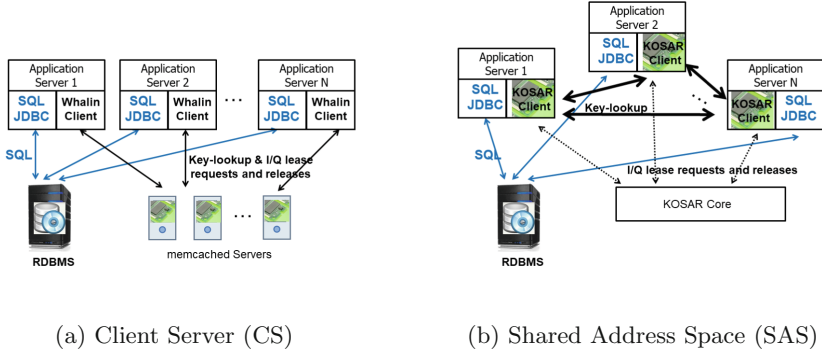 Application
Server 1
SQL
JDBC
Whalin
Client
Application
Server 2
SQL
JDBC
Whalin
Client
...
Application
Server N
SQL
JDBC
Whalin
Client
SQL
Key-lookup & I/Q lease
requests and releases
...
RDBMS
memcached Servers
(a) Client Server (CS)
Application
Server 1
SQL
JDBC
KOSAR
Client
Application
Server 2
SQL
JDBC
KOSAR
Client
...
Application
Server N
KOSAR
Client
SQL
JDBC
Key-lookup
SQL
I/Q lease requests and releases
KOSAR Core
RDBMS
(b) Shared Address Space (SAS)